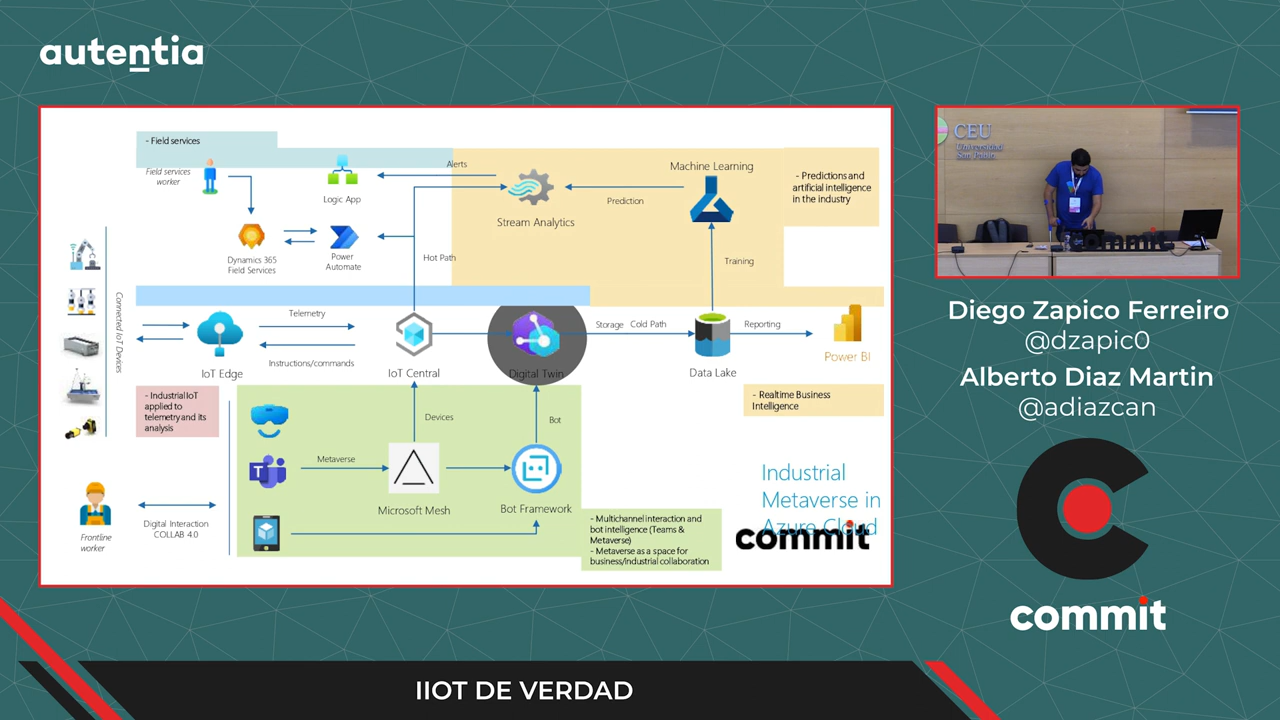 autentia
- Field services
Field services
worker
Logic App
Alerts
Stream Analytics
Prediction
Machine Learning
- Predictions and
artificial intelligence
in the industry
Dynamics 365
Field Services
Power
Automate
Hot Path
Training
Connected IoT Devices
Telemetry
Instructions/commands
IoT Edge
IoT Central
Digital Twin
Storage
Cold Path
Data Lake
Reporting
Power BI
- Industrial IoT
applied to
telemetry and its
analysis
- Realtime Business
Intelligence
Devices
Bot
Metaverse
Microsoft Mesh
Bot Framework
Frontline
worker
Digital Interaction
COLLAB 4.0
- Multichannel interaction and
bot intelligence (Teams &
Metaverse)
- Metaverse as a space for
business/industrial collaboration
Industrial
Metaverse in
Azure Cloud
commit
CEU
Universidad
San Pablo
commit
Diego Zapico Ferreiro
@dzapic0
Alberto Diaz Martin
@adiazcan
commit
IIOT DE VERDAD